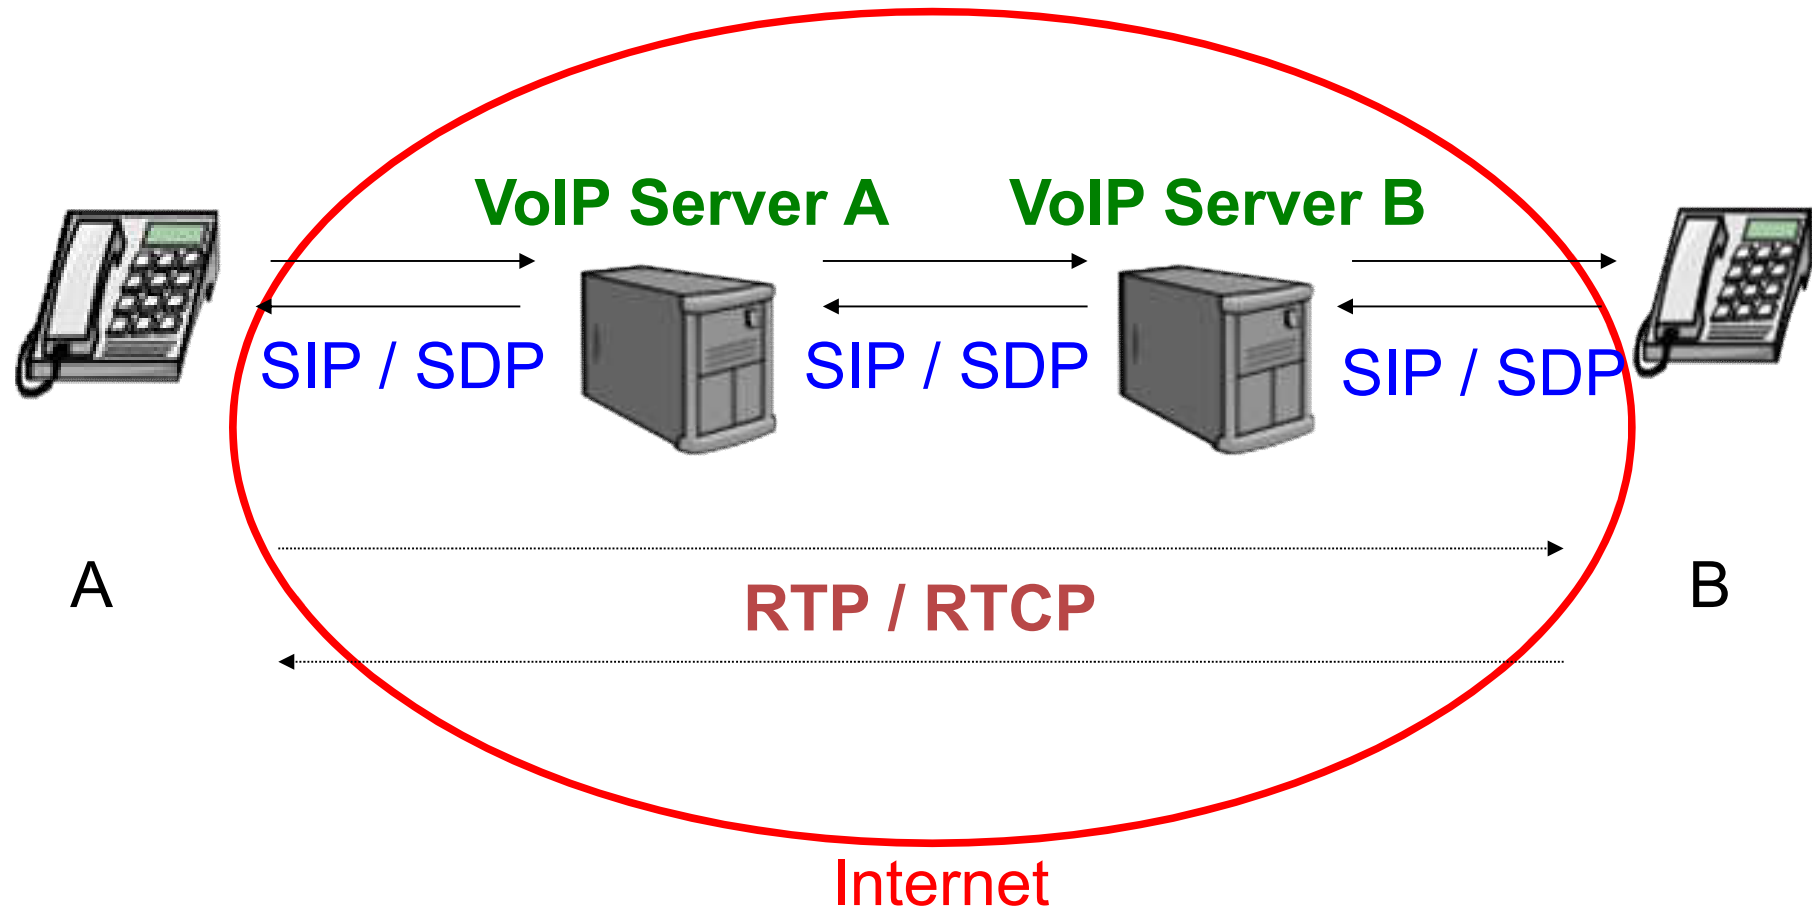 VoIP Server A
VoIP Server B
SIP / SDP
SIP / SDP
SIP / SDP
A
RTP / RTCP
B
Internet